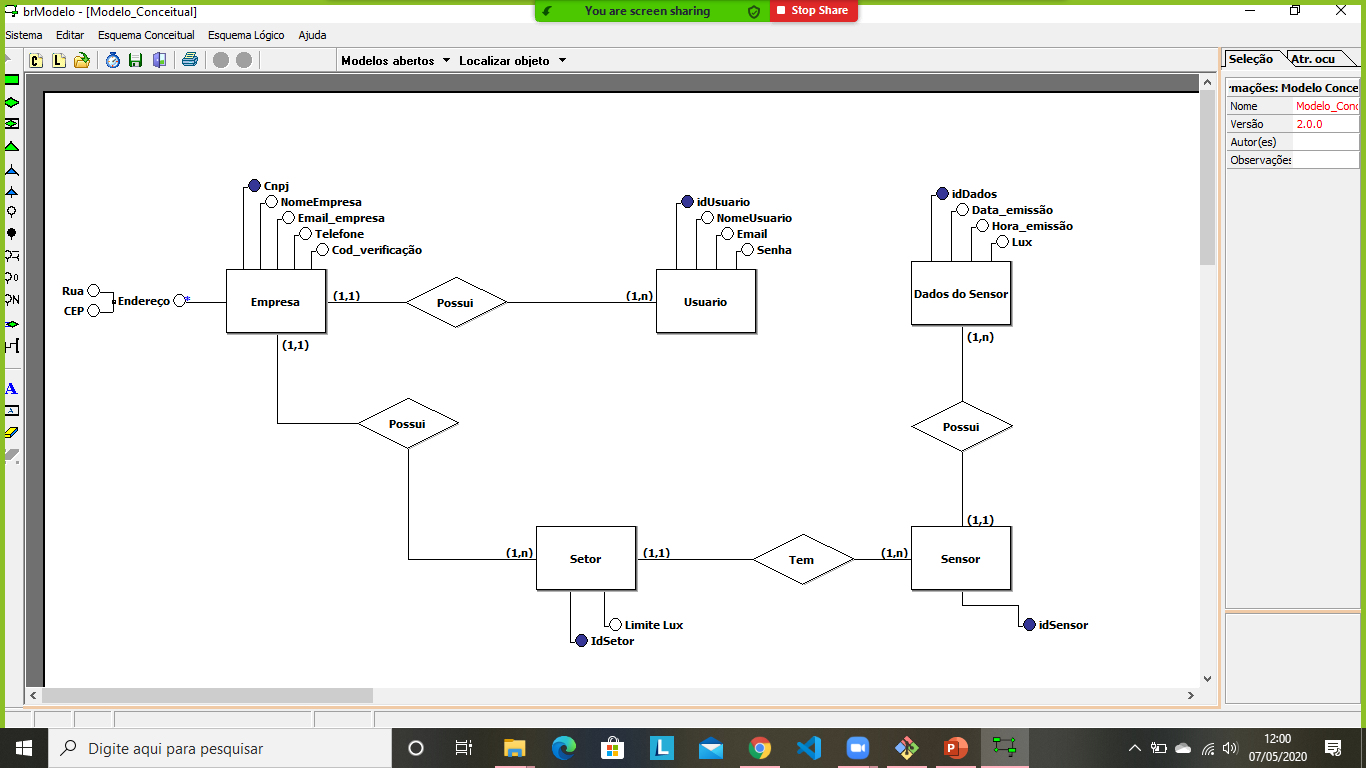 brModelo - [Modelo_Conceitual]
You are screen sharing
Stop Share
Sistema Editar Esquema Conceitual Esquema Lógico Ajuda
C L Modelos abertos Localizar objeto
Seleção Atr. ocu
rmações: Modelo Conce
Nome Modelo_Conc
Versão 2.0.0
Autor(es)
Observações
Cnpj
NomeEmpresa
Email_empresa
Telefone
Cod_verificação
idUsuario
NomeUsuario
Email
Senha
idDados
Data_emissão
Hora_emissão
Lux
Rua
CEP
Endereço *
Empresa
(1,1)
Possui
(1,n)
Usuario
Dados do Sensor
(1,1)
(1,n)
Possui
Possui
(1,1)
(1,n)
Setor
(1,1)
Tem
(1,n)
Sensor
Limite Lux
IdSetor
idSensor
0
N
A
A
Digite aqui para pesquisar
L
P
12:00
07/05/2020